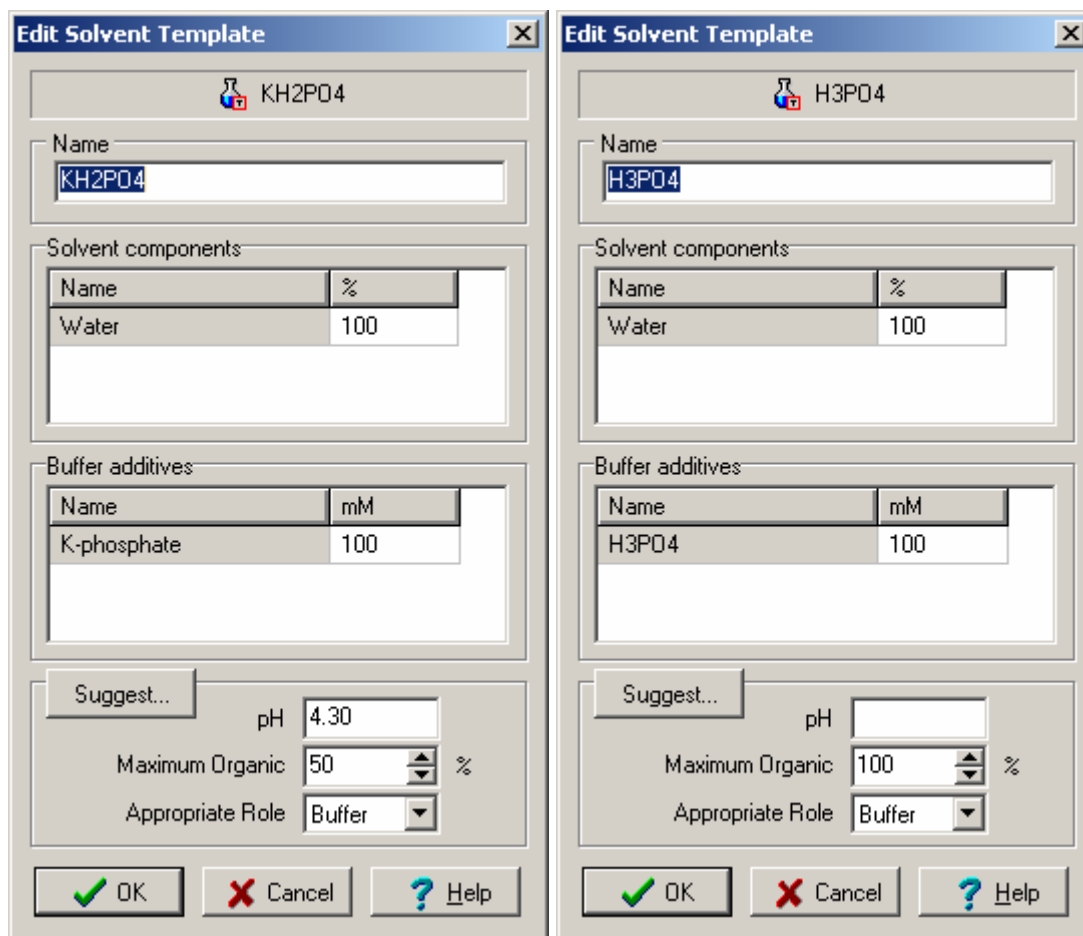 Edit Solvent Template
KH2PO4
Name
KH2PO4
Solvent components
Name %
Water 100
Buffer additives
Name mM
K-phosphate 100
Suggest...
pH 4.30
Maximum Organic 50 %
Appropriate Role Buffer
OK Cancel Help
Edit Solvent Template
H3PO4
Name
H3PO4
Solvent components
Name %
Water 100
Buffer additives
Name mM
H3PO4 100
Suggest...
pH
Maximum Organic 100 %
Appropriate Role Buffer
OK Cancel Help